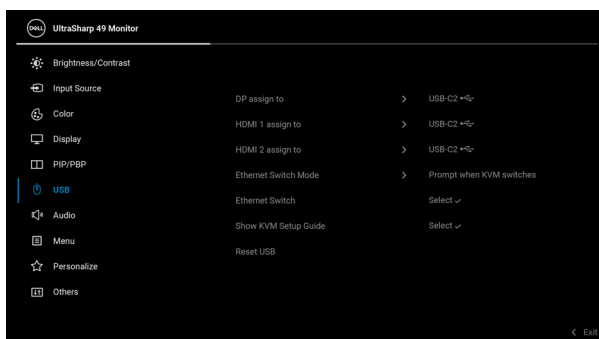 DELL UltraSharp 49 Monitor
Brightness/Contrast
Input Source
Color
Display
PIP/PBP
USB
Audio
Menu
Personalize
Others
DP assign to > USB-C2
HDMI 1 assign to > USB-C2
HDMI 2 assign to > USB-C2
Ethernet Switch Mode > Prompt when KVM switches
Ethernet Switch Select
Show KVM Setup Guide Select
Reset USB
< Exit